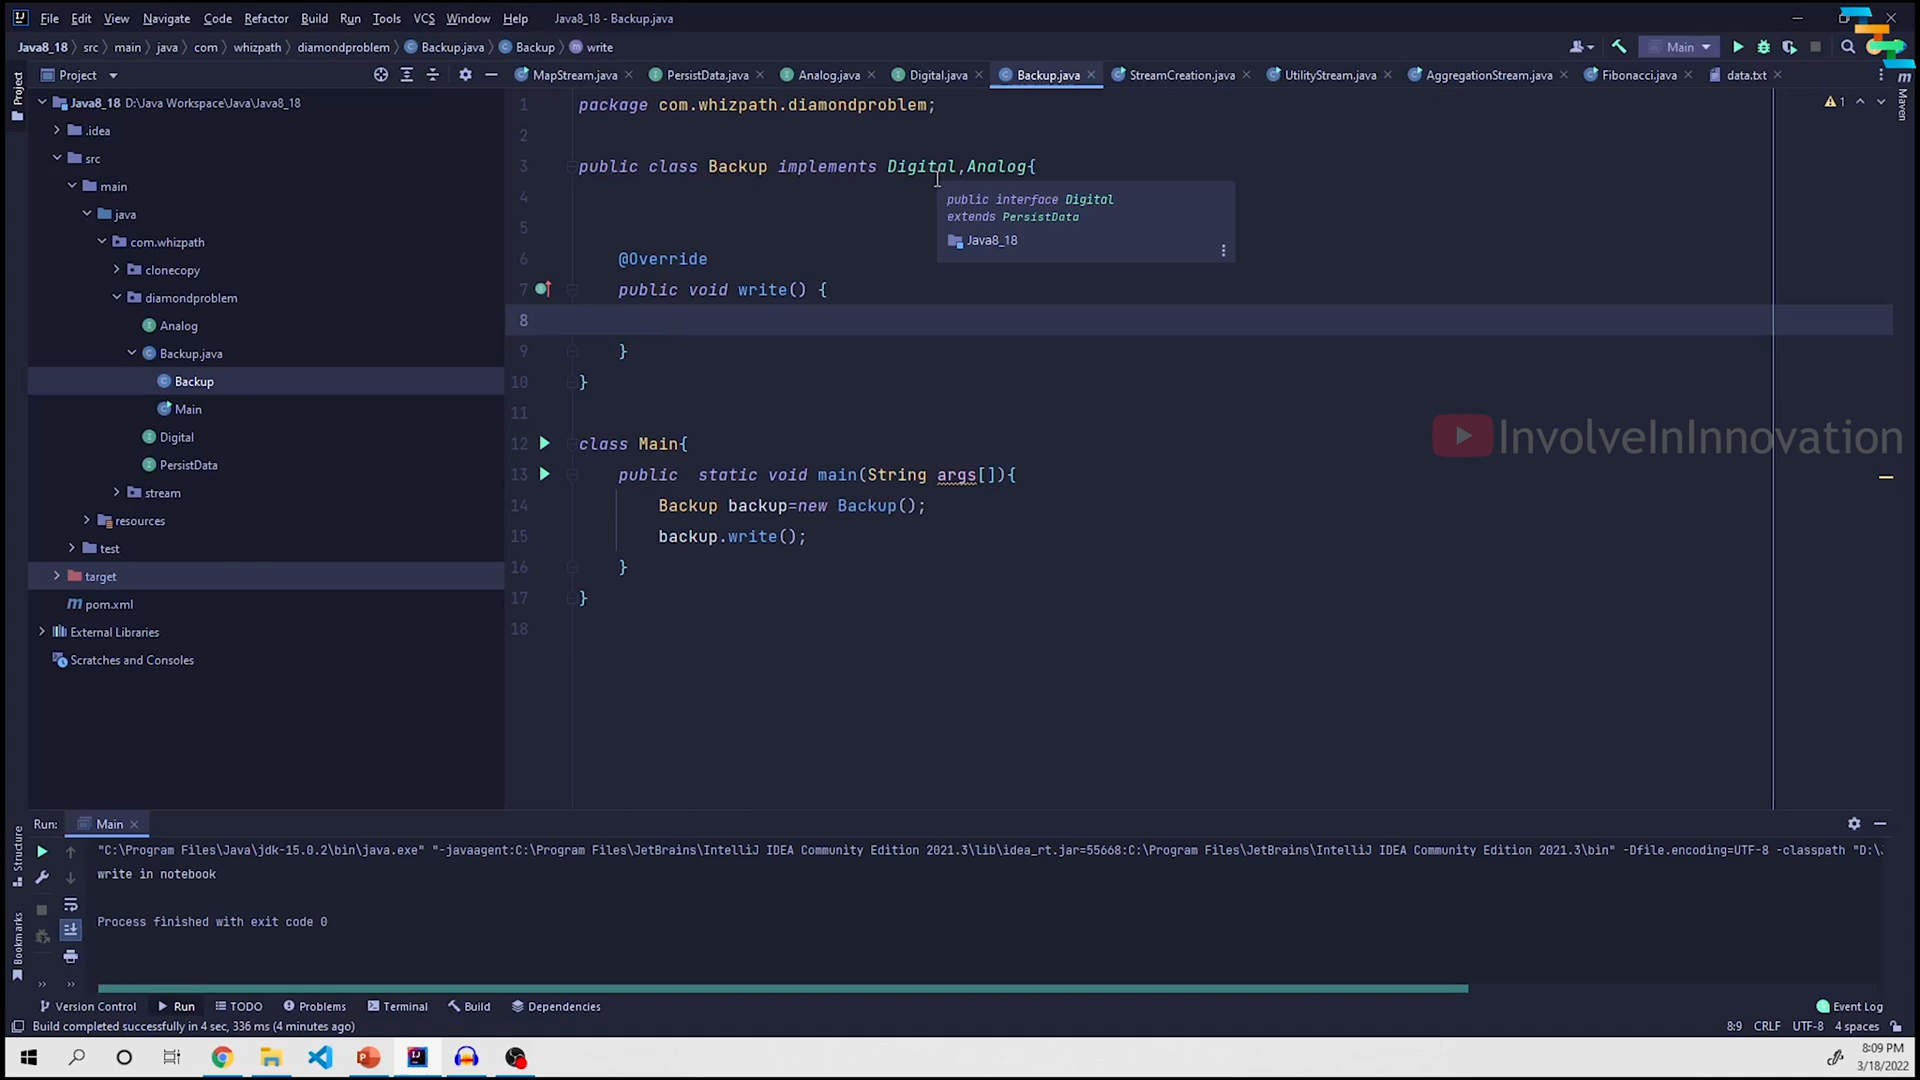 File Edit View Navigate Code Refactor Build Run Tools VCS Window Help Java8_18 - Backup.java
Java8_18 src main java com whizpath diamondproblem Backup.java Backup write Main
Project MapStream.java PersistData.java Analog.java Digital.java Backup.java StreamCreation.java UtilityStream.java AggregationStream.java Fibonacci.java data.txt
Project
m
Maven
Java8_18 D:\Java Workspace\Java\Java8_18
.idea
src
main
java
com.whizpath
clonecopy
diamondproblem
Analog
Backup.java
Backup
Main
Digital
PersistData
stream
resources
test
target
pom.xml
External Libraries
Scratches and Consoles
1 package com.whizpath.diamondproblem; 1
2
3 public class Backup implements Digital,Analog{
4
5
6 @Override
7 public void write() {
8
9 }
10 }
11
12 class Main{
13 public static void main(String args[]){
14 Backup backup=new Backup();
15 backup.write();
16 }
17 }
18
public interface Digital
extends PersistData
Java8_18
InvolveInInnovation
Run: Main
"C:\Program Files\Java\jdk-15.0.2\bin\java.exe" "-javaagent:C:\Program Files\JetBrains\IntelliJ IDEA Community Edition 2021.3\lib\idea_rt.jar=55668:C:\Program Files\JetBrains\IntelliJ IDEA Community Edition 2021.3\bin" -Dfile.encoding=UTF-8 -classpath "D:\
write in notebook
Process finished with exit code 0
Structure
Bookmarks
Version Control Run TODO Problems Terminal Build Dependencies Event Log
Build completed successfully in 4 sec, 336 ms (4 minutes ago) 8:9 CRLF UTF-8 4 spaces
8:09 PM
3/18/2022